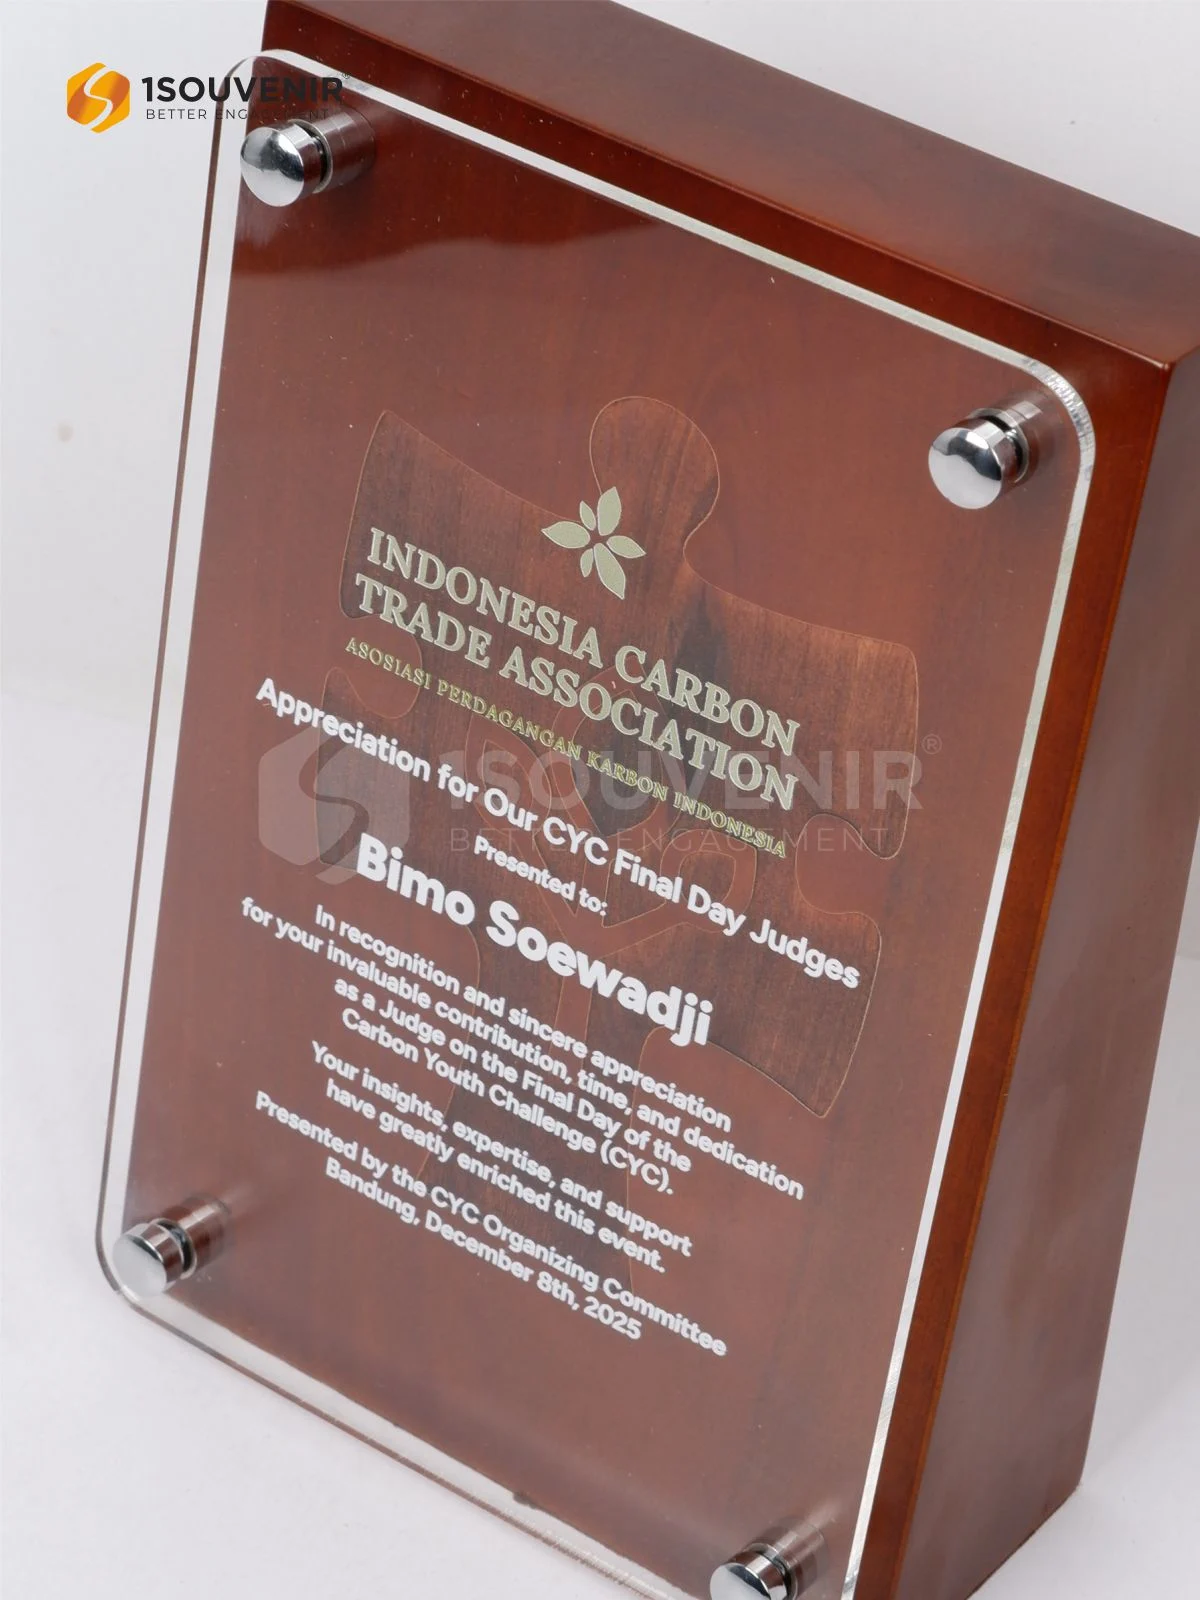 1SOUVENIR®
BETTER ENGAGEMENT
INDONESIA CARBON
TRADE ASSOCIATION
ASOSIASI PERDAGANGAN KARBON INDONESIA
1SOUVENIR®
BETTER ENGAGEMENT
Appreciation for Our CYC Final Day Judges
Presented to:
Bimo Soewadji
In recognition and sincere appreciation
for your invaluable contribution, time, and dedication
as a Judge on the Final Day of the
Carbon Youth Challenge (CYC).
Your insights, expertise, and support
have greatly enriched this event.
Presented by the CYC Organizing Committee
Bandung, December 8th, 2025